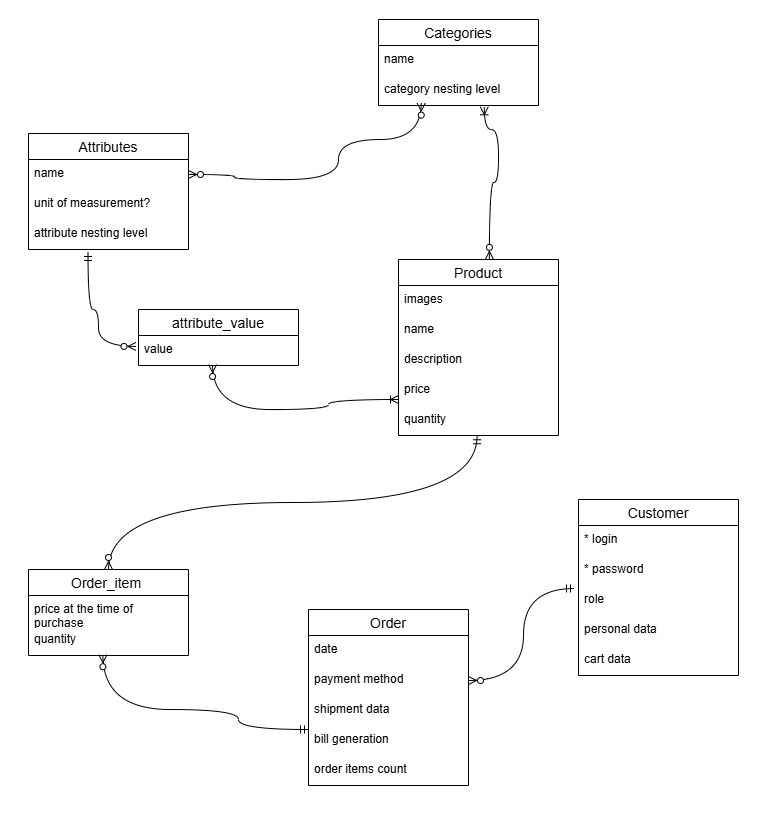 Categories
name
category nesting level
Attributes
name
unit of measurement?
attribute nesting level
Product
images
name
description
price
quantity
attribute_value
value
Customer
* login
* password
role
personal data
cart data
Order_item
price at the time of
purchase
quantity
Order
date
payment method
shipment data
bill generation
order items count